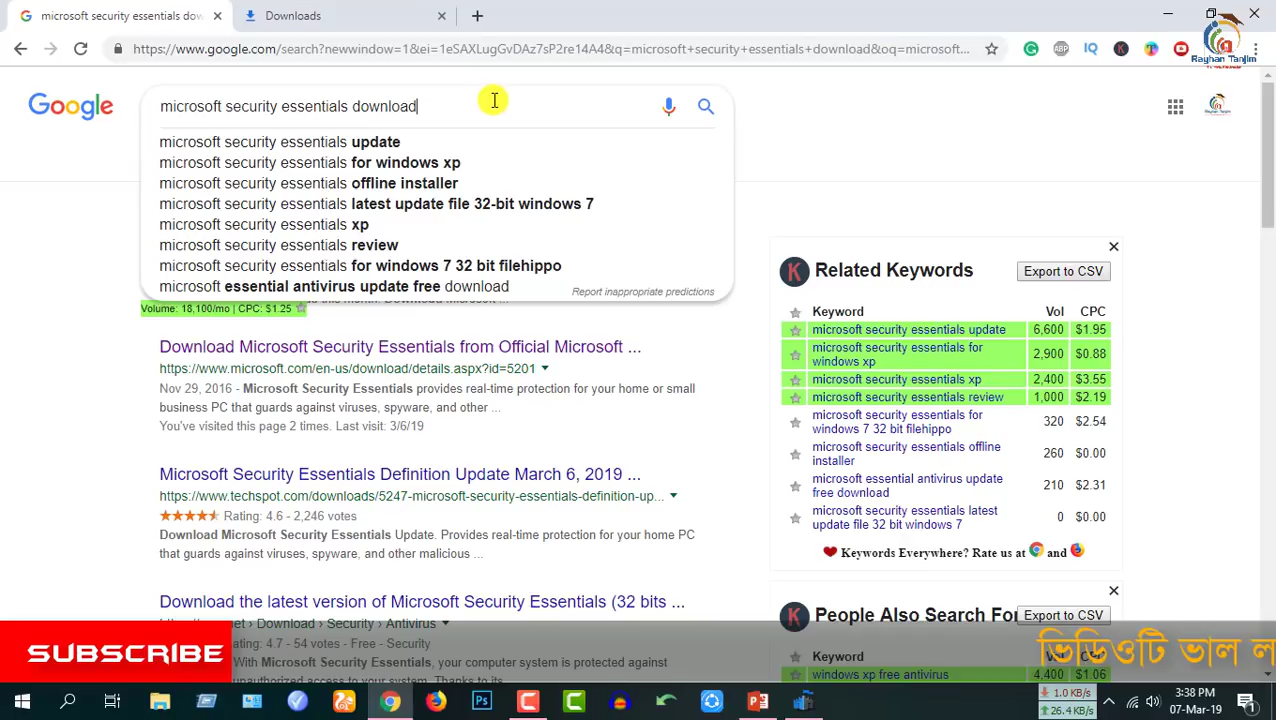 microsoft security essentials dow
Downloads
https://www.google.com/search?newwindow=1&ei=1eSAXLugGvDAz7sP2re14A4&q=microsoft+security+essentials+download&oq=microsoft...
ABP
IQ
K
Rayhan Tanjim
Google
microsoft security essentials download
microsoft security essentials update
microsoft security essentials for windows xp
microsoft security essentials offline installer
microsoft security essentials latest update file 32-bit windows 7
microsoft security essentials xp
microsoft security essentials review
microsoft security essentials for windows 7 32 bit filehippo
microsoft essential antivirus update free download
Report inappropriate predictions
Volume: 18,100/mo | CPC: $1.25
Download Microsoft Security Essentials from Official Microsoft ...
https://www.microsoft.com/en-us/download/details.aspx?id=5201
Nov 29, 2016 - Microsoft Security Essentials provides real-time protection for your home or small
business PC that guards against viruses, spyware, and other ...
You've visited this page 2 times. Last visit: 3/6/19
Microsoft Security Essentials Definition Update March 6, 2019 ...
https://www.techspot.com/downloads/5247-microsoft-security-essentials-definition-up...
Rating: 4.6 - 2,246 votes
Download Microsoft Security Essentials Update. Provides real-time protection for your home PC
that guards against viruses, spyware, and other malicious ...
Download the latest version of Microsoft Security Essentials (32 bits ...
› Download › Security › Antivirus
Rating: 4.7 - 54 votes - Free - Security
With Microsoft Security Essentials, your computer system is protected against
unauthorized access to your system. Thanks to its
K Related Keywords
Export to CSV
Keyword Vol CPC
microsoft security essentials update 6,600 $1.95
microsoft security essentials for
windows xp 2,900 $0.88
microsoft security essentials xp 2,400 $3.55
microsoft security essentials review 1,000 $2.19
microsoft security essentials for
windows 7 32 bit filehippo 320 $2.54
microsoft security essentials offline
installer 260 $0.00
microsoft essential antivirus update
free download 210 $2.31
microsoft security essentials latest
update file 32 bit windows 7 0 $0.00
Keywords Everywhere? Rate us at and
K People Also Search For
Export to CSV
Keyword Vol CPC
windows xp free antivirus 4,400 $1.06
SUBSCRIBE
ভিডিওটি ভাল ল
Ps
1.0 KB/s
26.4 KB/s
3:38 PM
07-Mar-19
1